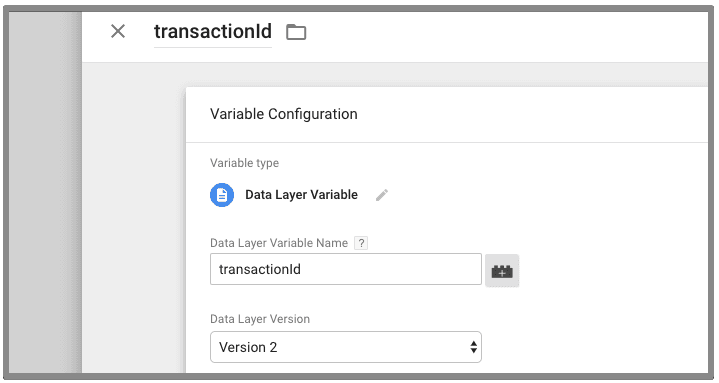 transactionId
Variable Configuration
Variable type
Data Layer Variable
Data Layer Variable Name ?
transactionId
Data Layer Version
Version 2